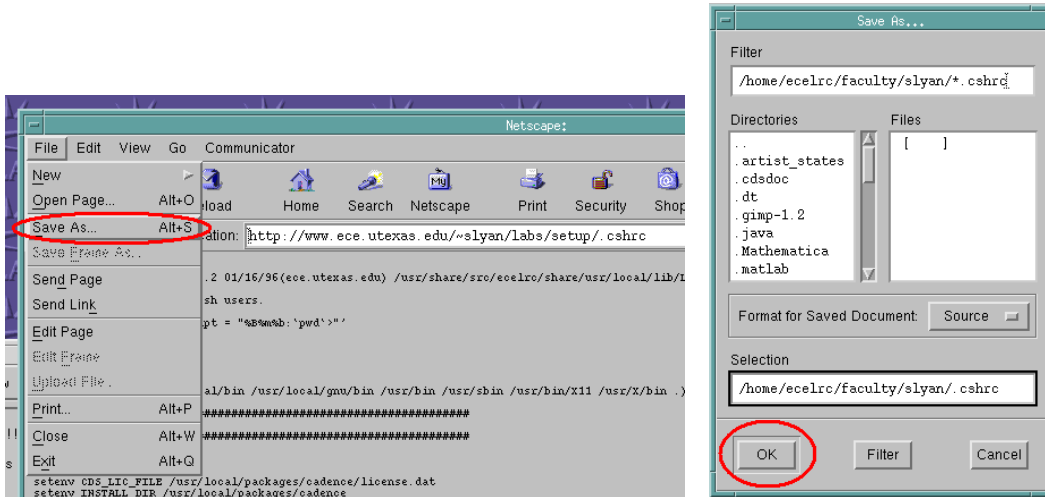 Netscape:
File Edit View Go Communicator
New
Open Page... Alt+O
Save As... Alt+S
Save Frame As..
Send Page
Send Link
Edit Page
Edit Frame
Upload File.
Print... Alt+P
Close Alt+W
Exit Alt+Q
load Home Search My Netscape Print Security Shop
ation: http://www.ece.utexas.edu/~slyan/labs/setup/.cshrc
.2 01/16/96(ece.utexas.edu) /usr/share/src/ecelrc/share/usr/local/lib/L
sh users.
pt = "%B%m%b:`pwd`>"'
al/bin /usr/local/gnu/bin /usr/bin /usr/sbin /usr/bin/X11 /usr/X/bin .)
setenv CDS_LIC_FILE /usr/local/packages/cadence/license.dat
setenv INSTALL_DIR /usr/local/packages/cadence
Save As...
Filter
/home/ecelrc/faculty/slyan/*.cshrc
Directories Files
.. [ ]
.artist_states
.cdsdoc
.dt
.gimp-1.2
.java
.Mathematica
.matlab
Format for Saved Document: Source
Selection
/home/ecelrc/faculty/slyan/.cshrc
OK Filter Cancel